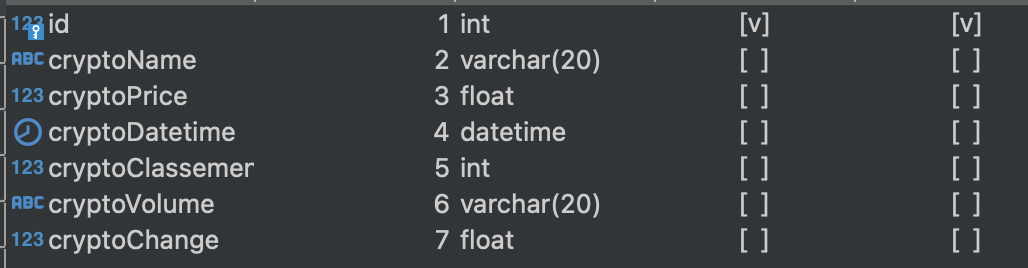 123 id 1 int [v] [v]
ABC cryptoName 2 varchar(20) [ ] [ ]
123 cryptoPrice 3 float [ ] [ ]
cryptoDatetime 4 datetime [ ] [ ]
123 cryptoClassemer 5 int [ ] [ ]
ABC cryptoVolume 6 varchar(20) [ ] [ ]
123 cryptoChange 7 float [ ] [ ]